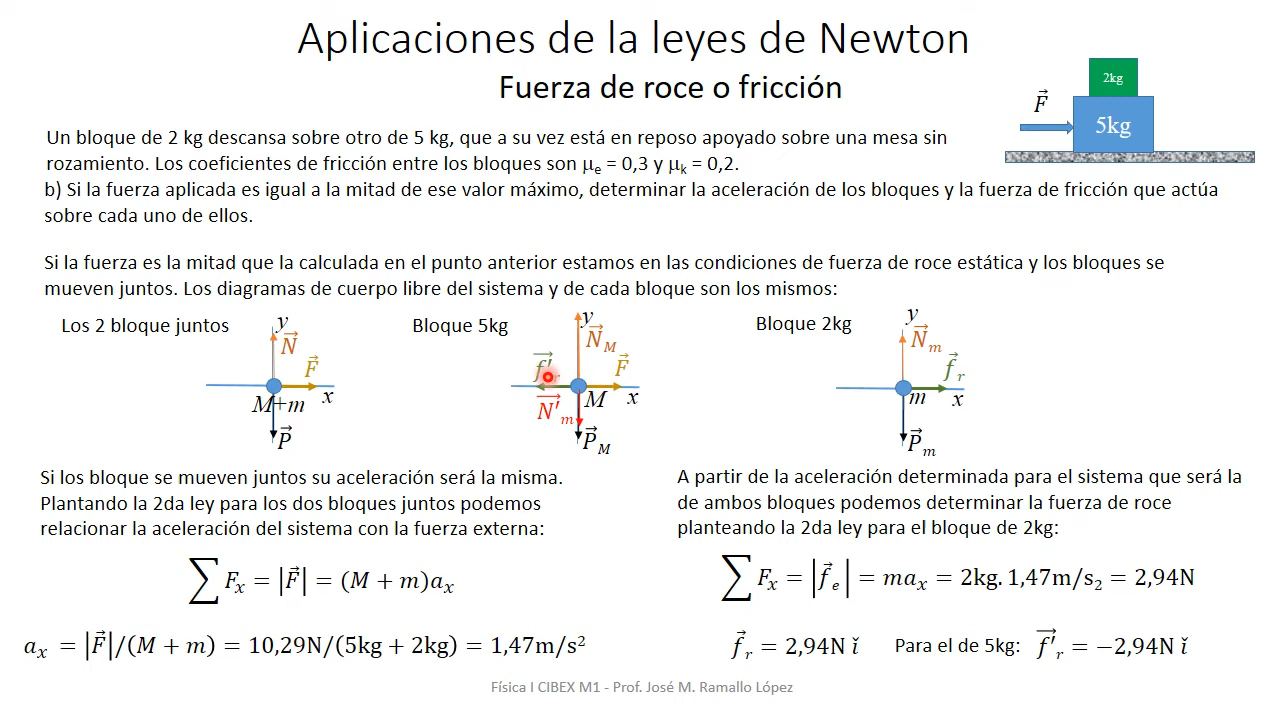 Aplicaciones de la leyes de Newton
Fuerza de roce o fricción
2kg
F⃗
5kg
Un bloque de 2 kg descansa sobre otro de 5 kg, que a su vez está en reposo apoyado sobre una mesa sin
rozamiento. Los coeficientes de fricción entre los bloques son μₑ = 0,3 y μₖ = 0,2.
b) Si la fuerza aplicada es igual a la mitad de ese valor máximo, determinar la aceleración de los bloques y la fuerza de fricción que actúa
sobre cada uno de ellos.
Si la fuerza es la mitad que la calculada en el punto anterior estamos en las condiciones de fuerza de roce estática y los bloques se
mueven juntos. Los diagramas de cuerpo libre del sistema y de cada bloque son los mismos:
Los 2 bloque juntos
y
N⃗
F⃗
M+m
x
P⃗
Bloque 5kg
y
N⃗_M
f⃗'_r
F⃗
N⃗'_m
M
x
P⃗_M
Bloque 2kg
y
N⃗_m
f⃗_r
m
x
P⃗_m
Si los bloque se mueven juntos su aceleración será la misma.
Plantando la 2da ley para los dos bloques juntos podemos
relacionar la aceleración del sistema con la fuerza externa:
∑ Fₓ = |F⃗| = (M + m)aₓ
aₓ = |F⃗|/(M + m) = 10,29N/(5kg + 2kg) = 1,47m/s²
A partir de la aceleración determinada para el sistema que será la
de ambos bloques podemos determinar la fuerza de roce
planteando la 2da ley para el bloque de 2kg:
∑ Fₓ = |f⃗ₑ| = maₓ = 2kg. 1,47m/s₂ = 2,94N
f⃗_r = 2,94N ǐ
Para el de 5kg: f⃗'_r = −2,94N ǐ
Física I CIBEX M1 - Prof. José M. Ramallo López